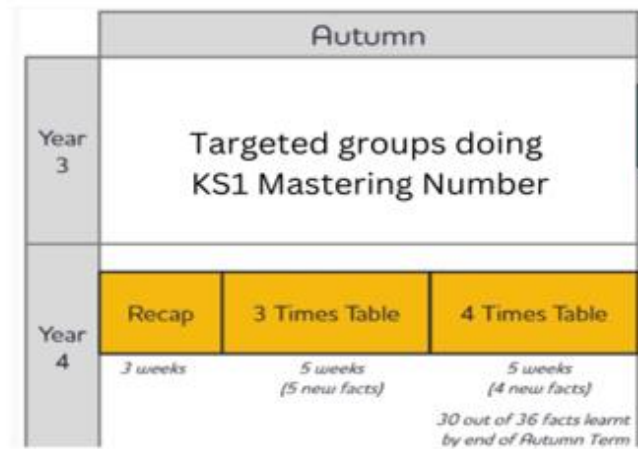 Autumn
Year
3
Targeted groups doing
KS1 Mastering Number
Year
4
Recap
3 Times Table
4 Times Table
3 weeks
5 weeks
(5 new facts)
5 weeks
(4 new facts)
30 out of 36 facts learnt
by end of Autumn Term